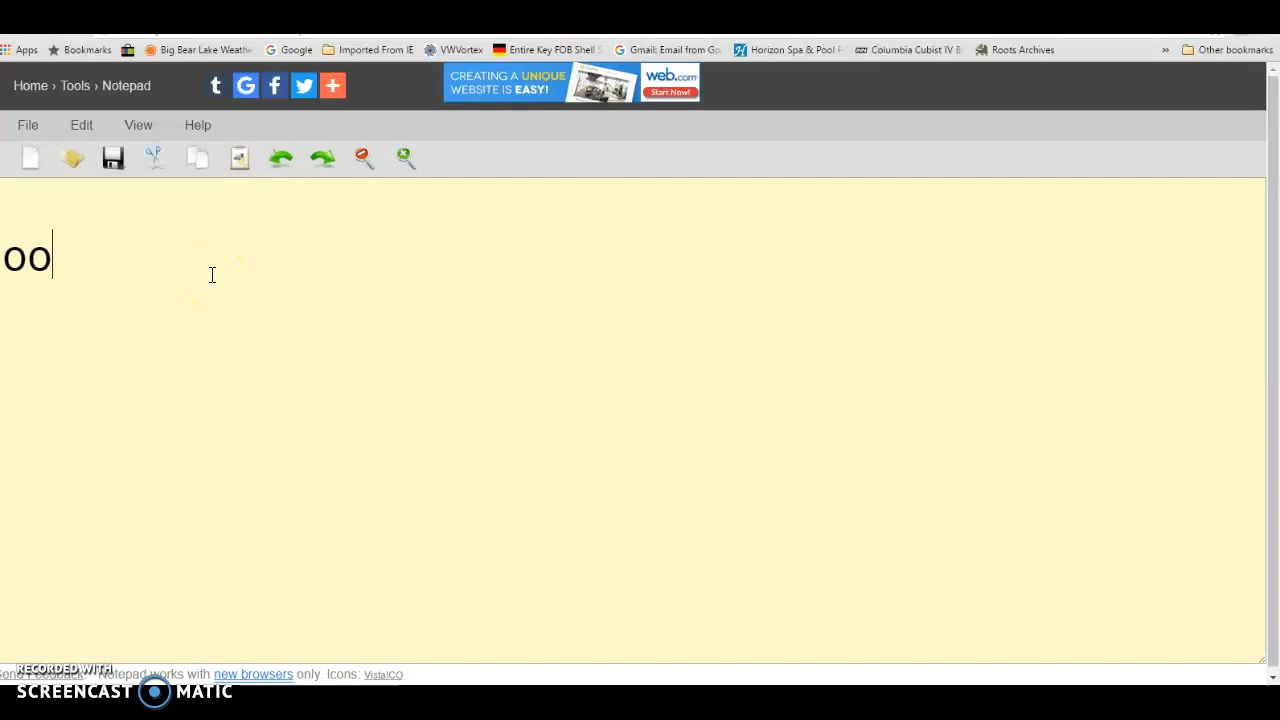 Apps Bookmarks Big Bear Lake Weathe Google Imported From IE VWVortex Entire Key FOB Shell S Gmail: Email from Go Horizon Spa & Pool P Columbia Cubist IV B Roots Archives » Other bookmarks
Home › Tools › Notepad
t G f +
CREATING A UNIQUE
WEBSITE IS EASY!
web.com
Start Now!
File Edit View Help
oo
Send Feedback Notepad works with new browsers only. Icons: VistaICO
RECORDED WITH
SCREENCAST MATIC